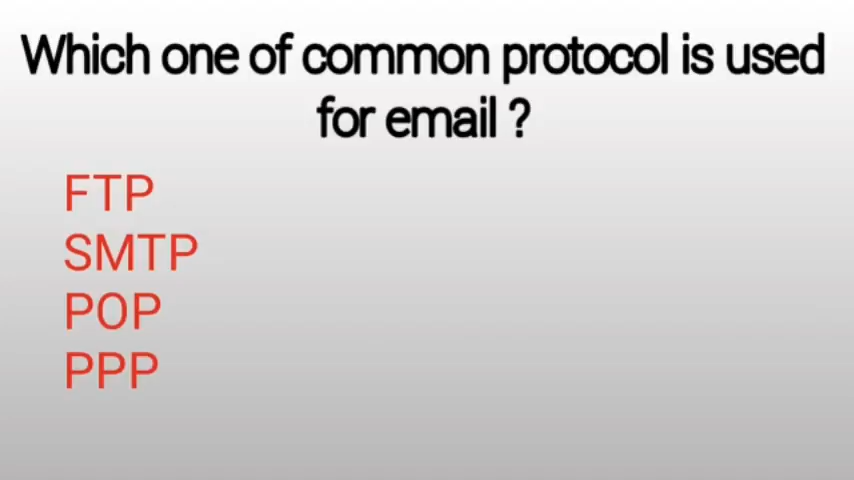 Which one of common protocol is used
for email ?
FTP
SMTP
POP
PPP